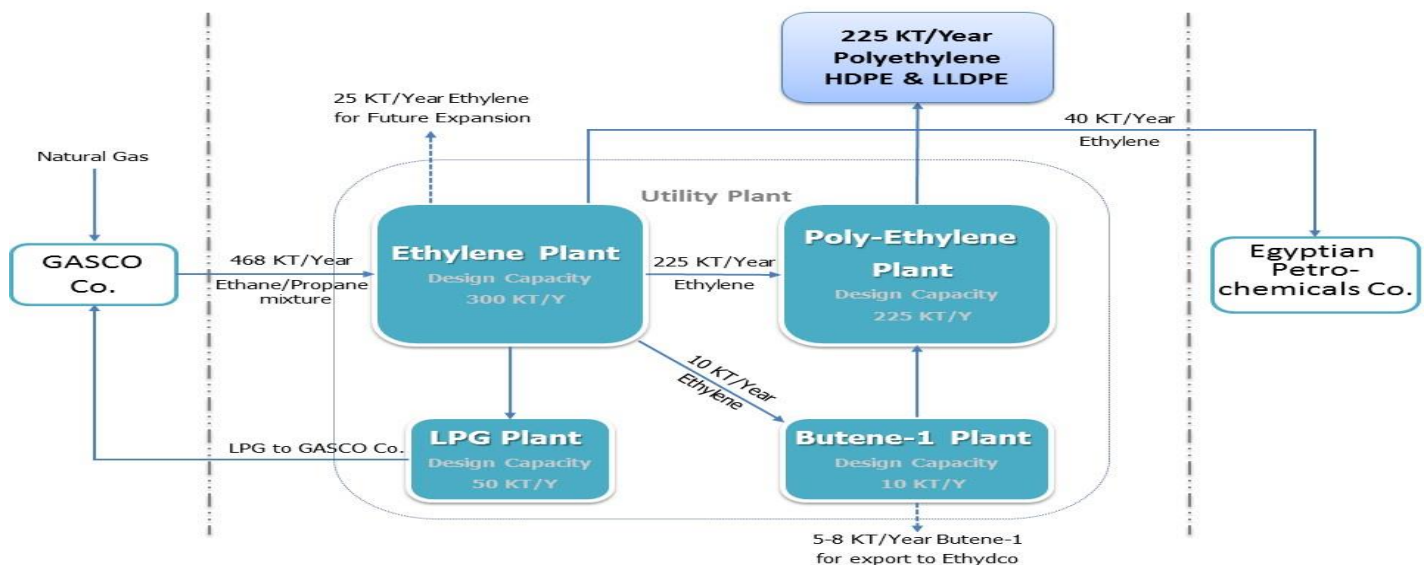 225 KT/Year
Polyethylene
HDPE & LLDPE
25 KT/Year Ethylene
for Future Expansion
40 KT/Year
Ethylene
Natural Gas
Utility Plant
GASCO
Co.
468 KT/Year
Ethane/Propane
mixture
Ethylene Plant
Design Capacity
300 KT/Y
225 KT/Year
Ethylene
Poly-Ethylene
Plant
Design Capacity
225 KT/Y
Egyptian
Petro-
chemicals Co.
10 KT/Year
Ethylene
LPG to GASCO Co.
LPG Plant
Design Capacity
50 KT/Y
Butene-1 Plant
Design Capacity
10 KT/Y
5-8 KT/Year Butene-1
for export to Ethydco